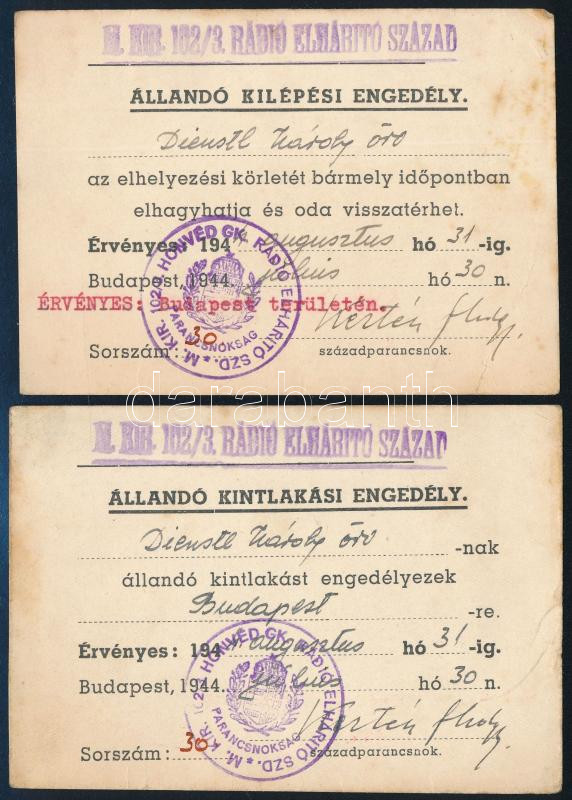 M. KIR. 102/3. RÁDIÓ ELHÁRITÓ SZÁZAD
ÁLLANDÓ KILÉPÉSI ENGEDÉLY.
Dienstl Károly őrv
az elhelyezési körletét bármely időpontban
elhagyhatja és oda visszatérhet.
Érvényes: 194 augusztus hó 31 -ig.
Budapest, 1944. július hó 30 n.
ÉRVÉNYES: Budapest területén.
Sorszám: 30
századparancsnok.
M. KIR. 102/3 HONVÉD GK. RÁDIÓ ELHÁRITÓ SZD.
PARANCSNOKSÁG
darabanth
M. KIR. 102/3. RÁDIÓ ELHÁRITÓ SZÁZAD
ÁLLANDÓ KINTLAKÁSI ENGEDÉLY.
Dienstl Károly őrv -nak
állandó kintlakást engedélyezek
Budapest -re.
Érvényes: 194 augusztus hó 31 -ig.
Budapest, 1944. július hó 30 n.
Sorszám: 30 századparancsnok.
M. KIR. 102/3 HONVÉD GK. RÁDIÓ ELHÁRITÓ SZD.
PARANCSNOKSÁG